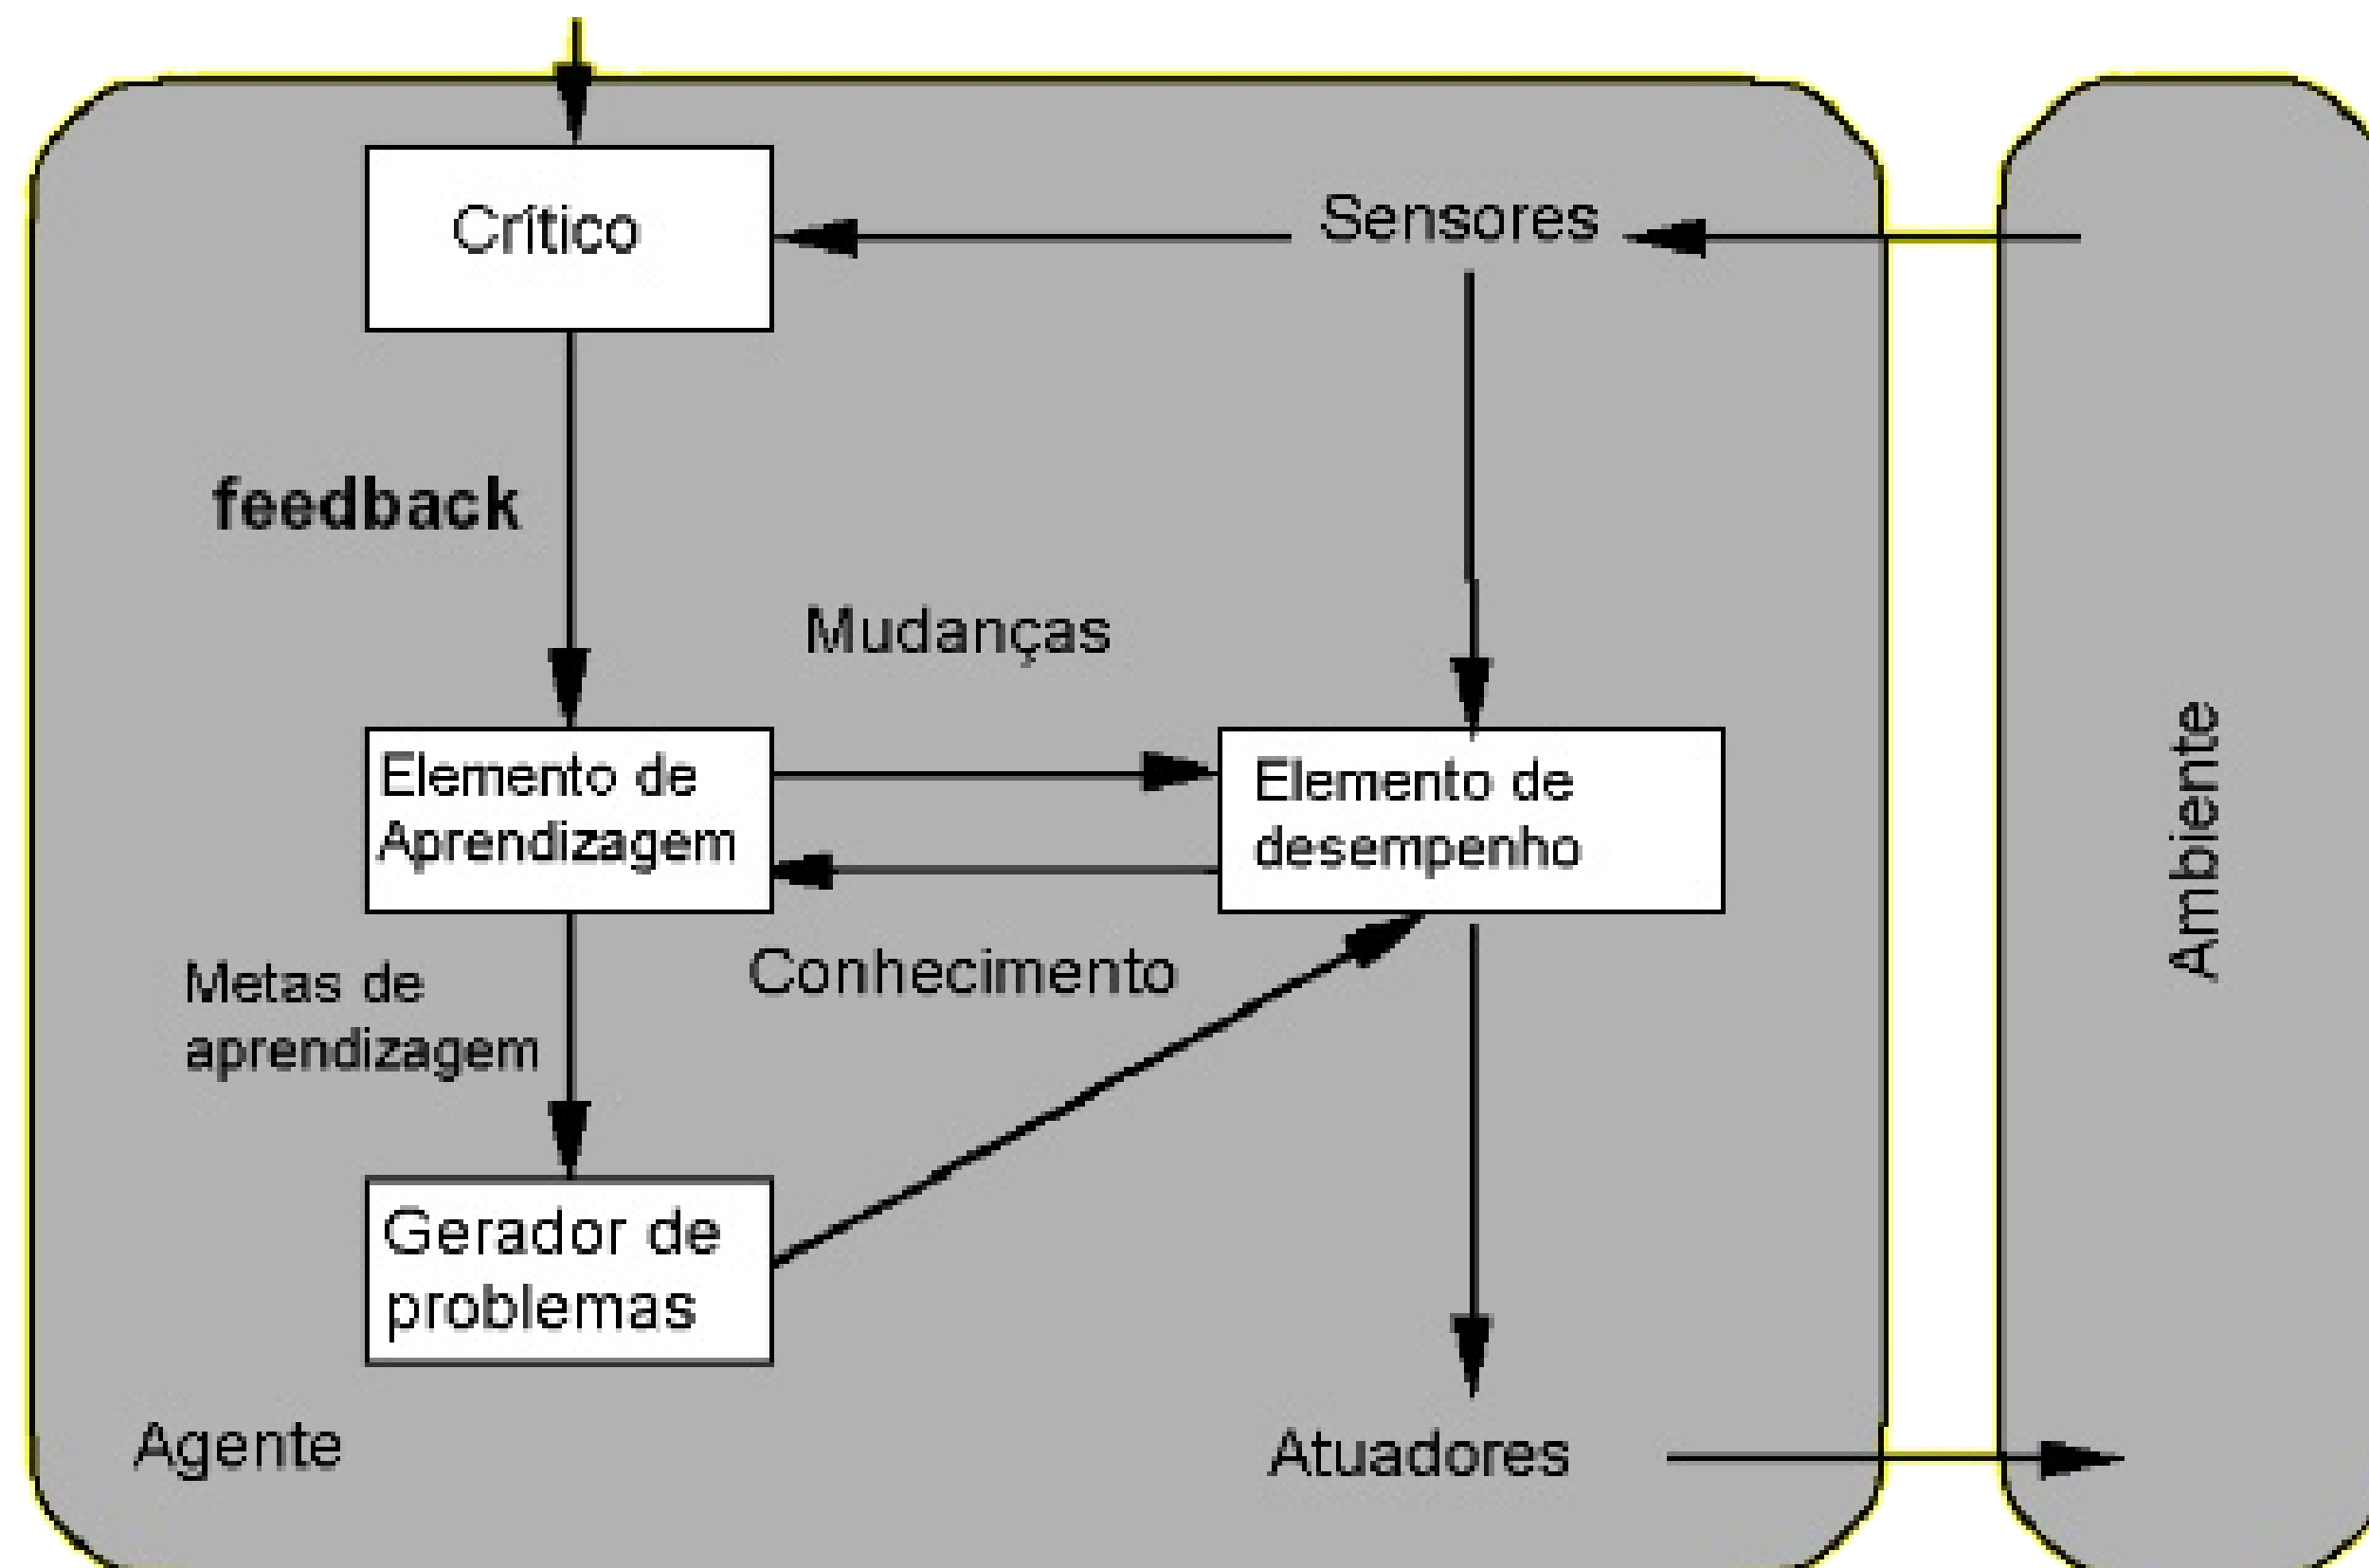 Crítico
Sensores
feedback
Mudanças
Elemento de
Aprendizagem
Elemento de
desempenho
Ambiente
Metas de
aprendizagem
Conhecimento
Gerador de
problemas
Agente
Atuadores